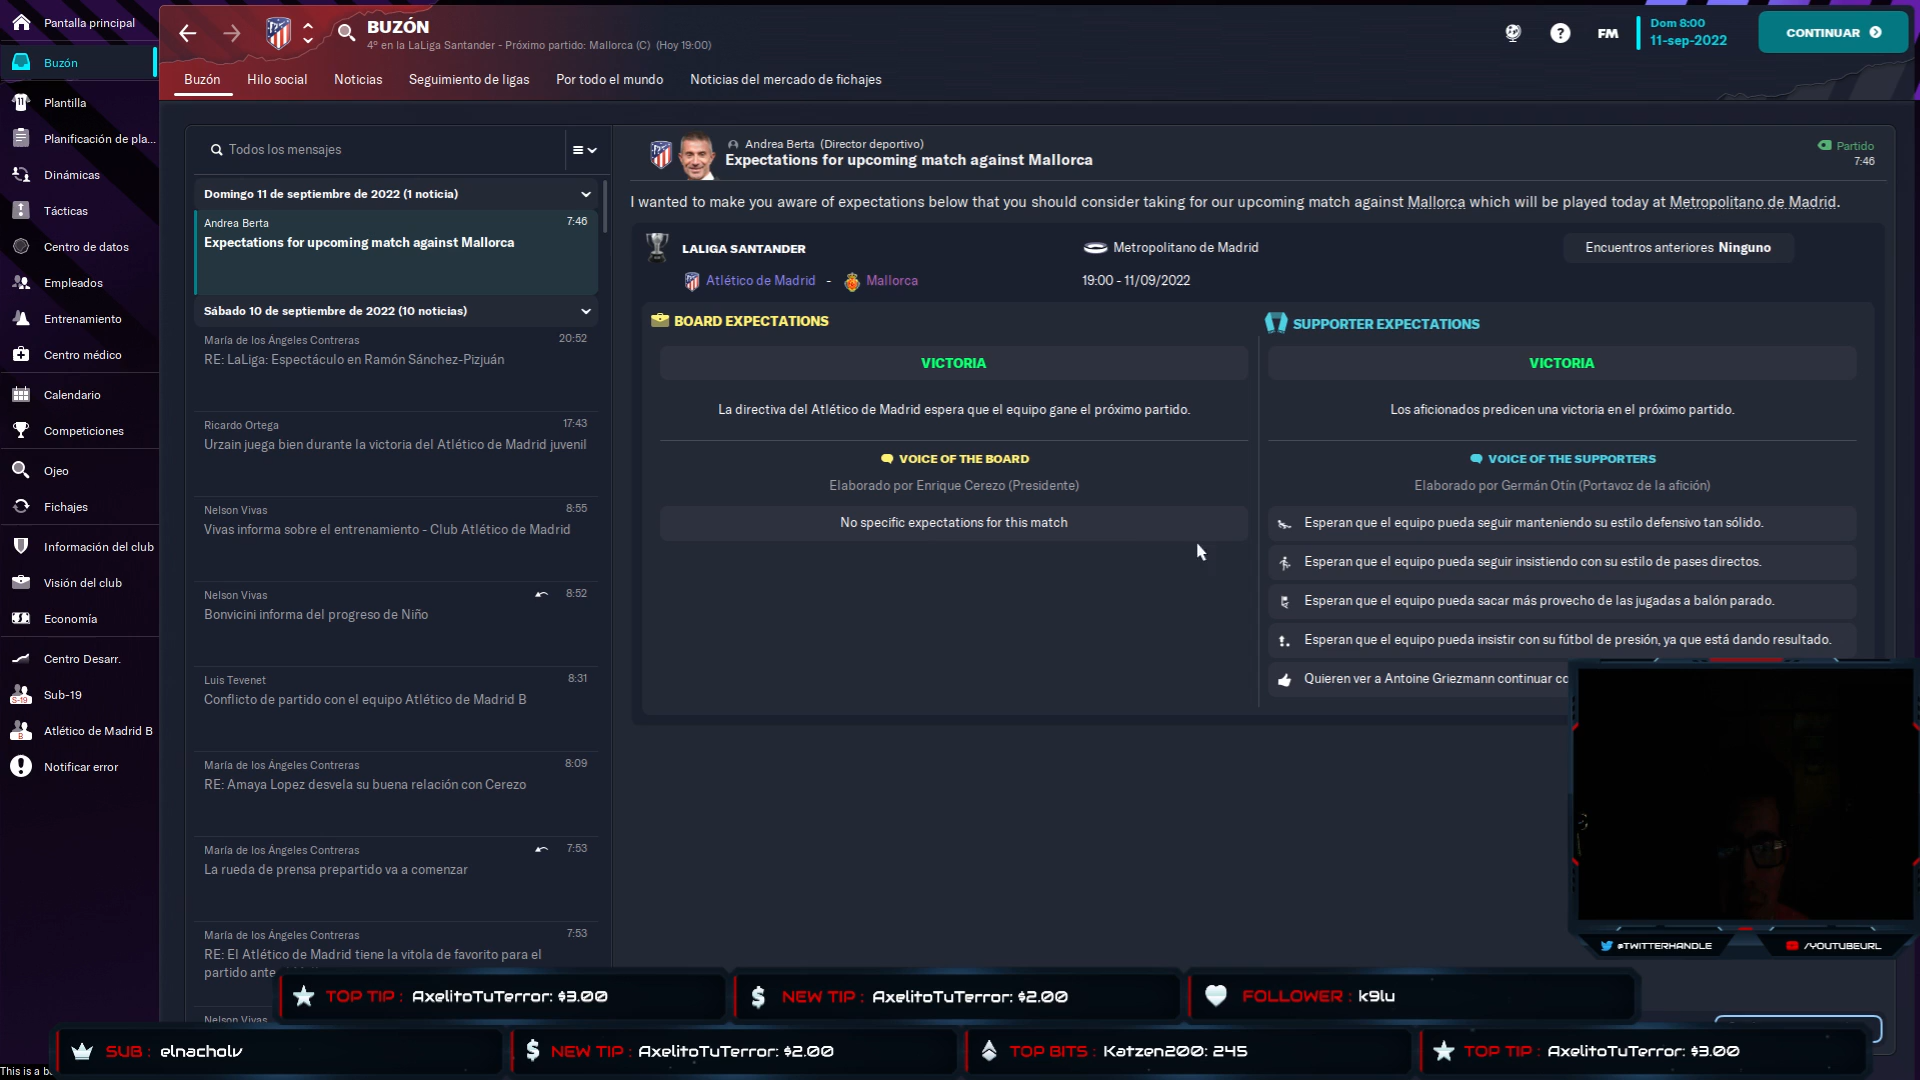 Pantalla principal
Buzón
Plantilla
Planificación de pla...
Dinámicas
Tácticas
Centro de datos
Empleados
Entrenamiento
Centro médico
Calendario
Competiciones
Ojeo
Fichajes
Información del club
Visión del club
Economía
Centro Desarr.
Sub-19
Atlético de Madrid B
Notificar error
BUZÓN
4º en la LaLiga Santander - Próximo partido: Mallorca (C) (Hoy 19:00)
FM
Dom 8:00
11-sep-2022
CONTINUAR
Buzón
Hilo social
Noticias
Seguimiento de ligas
Por todo el mundo
Noticias del mercado de fichajes
Todos los mensajes
Domingo 11 de septiembre de 2022 (1 noticia)
Andrea Berta 7:46
Expectations for upcoming match against Mallorca
Sábado 10 de septiembre de 2022 (10 noticias)
María de los Ángeles Contreras 20:52
RE: LaLiga: Espectáculo en Ramón Sánchez-Pizjuán
Ricardo Ortega 17:43
Urzain juega bien durante la victoria del Atlético de Madrid juvenil
Nelson Vivas 8:55
Vivas informa sobre el entrenamiento - Club Atlético de Madrid
Nelson Vivas 8:52
Bonvicini informa del progreso de Niño
Luis Tevenet 8:31
Conflicto de partido con el equipo Atlético de Madrid B
María de los Ángeles Contreras 8:09
RE: Amaya Lopez desvela su buena relación con Cerezo
María de los Ángeles Contreras 7:53
La rueda de prensa prepartido va a comenzar
María de los Ángeles Contreras 7:53
RE: El Atlético de Madrid tiene la vitola de favorito para el
partido ante
Nelson Vivas
Andrea Berta (Director deportivo)
Expectations for upcoming match against Mallorca
Partido
7:46
I wanted to make you aware of expectations below that you should consider taking for our upcoming match against Mallorca which will be played today at Metropolitano de Madrid.
LALIGA SANTANDER
Metropolitano de Madrid
Encuentros anteriores Ninguno
Atlético de Madrid - Mallorca
19:00 - 11/09/2022
BOARD EXPECTATIONS
VICTORIA
La directiva del Atlético de Madrid espera que el equipo gane el próximo partido.
VOICE OF THE BOARD
Elaborado por Enrique Cerezo (Presidente)
No specific expectations for this match
SUPPORTER EXPECTATIONS
VICTORIA
Los aficionados predicen una victoria en el próximo partido.
VOICE OF THE SUPPORTERS
Elaborado por Germán Otín (Portavoz de la afición)
Esperan que el equipo pueda seguir manteniendo su estilo defensivo tan sólido.
Esperan que el equipo pueda seguir insistiendo con su estilo de pases directos.
Esperan que el equipo pueda sacar más provecho de las jugadas a balón parado.
Esperan que el equipo pueda insistir con su fútbol de presión, ya que está dando resultado.
Quieren ver a Antoine Griezmann continuar co
@TWITTERHANDLE
/YOUTUBEURL
TOP TIP : AxelitoTuTerror: $3.00
NEW TIP : AxelitoTuTerror: $2.00
FOLLOWER : k9lu
SUB : elnacholv
NEW TIP : AxelitoTuTerror: $2.00
TOP BITS : Katzen200: 245
TOP TIP : AxelitoTuTerror: $3.00
This is a b